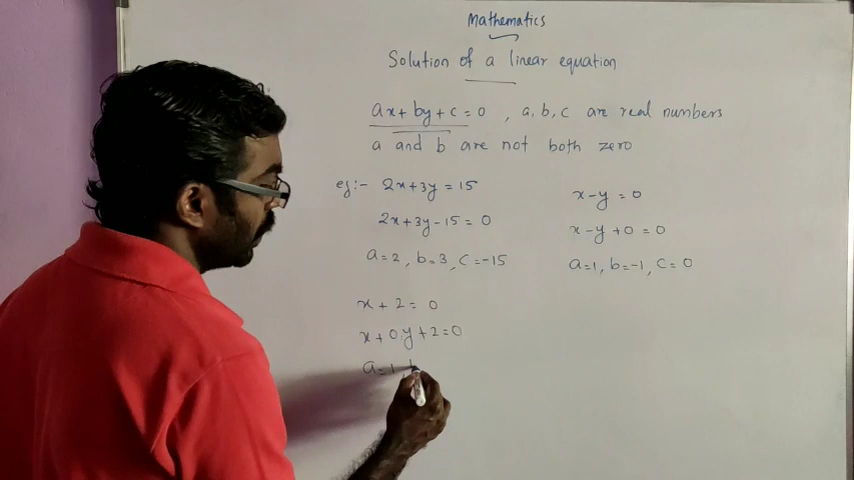 Mathematics
Solution of a linear equation
ax+by+c=0, a, b, c are real numbers
a and b are not both zero
eg:- 2x+3y=15
2x+3y-15=0
a=2, b=3, c=-15
x-y=0
x-y+0=0
a=1, b=-1, c=0
x+2=0
x+0.y+2=0
a=1, b